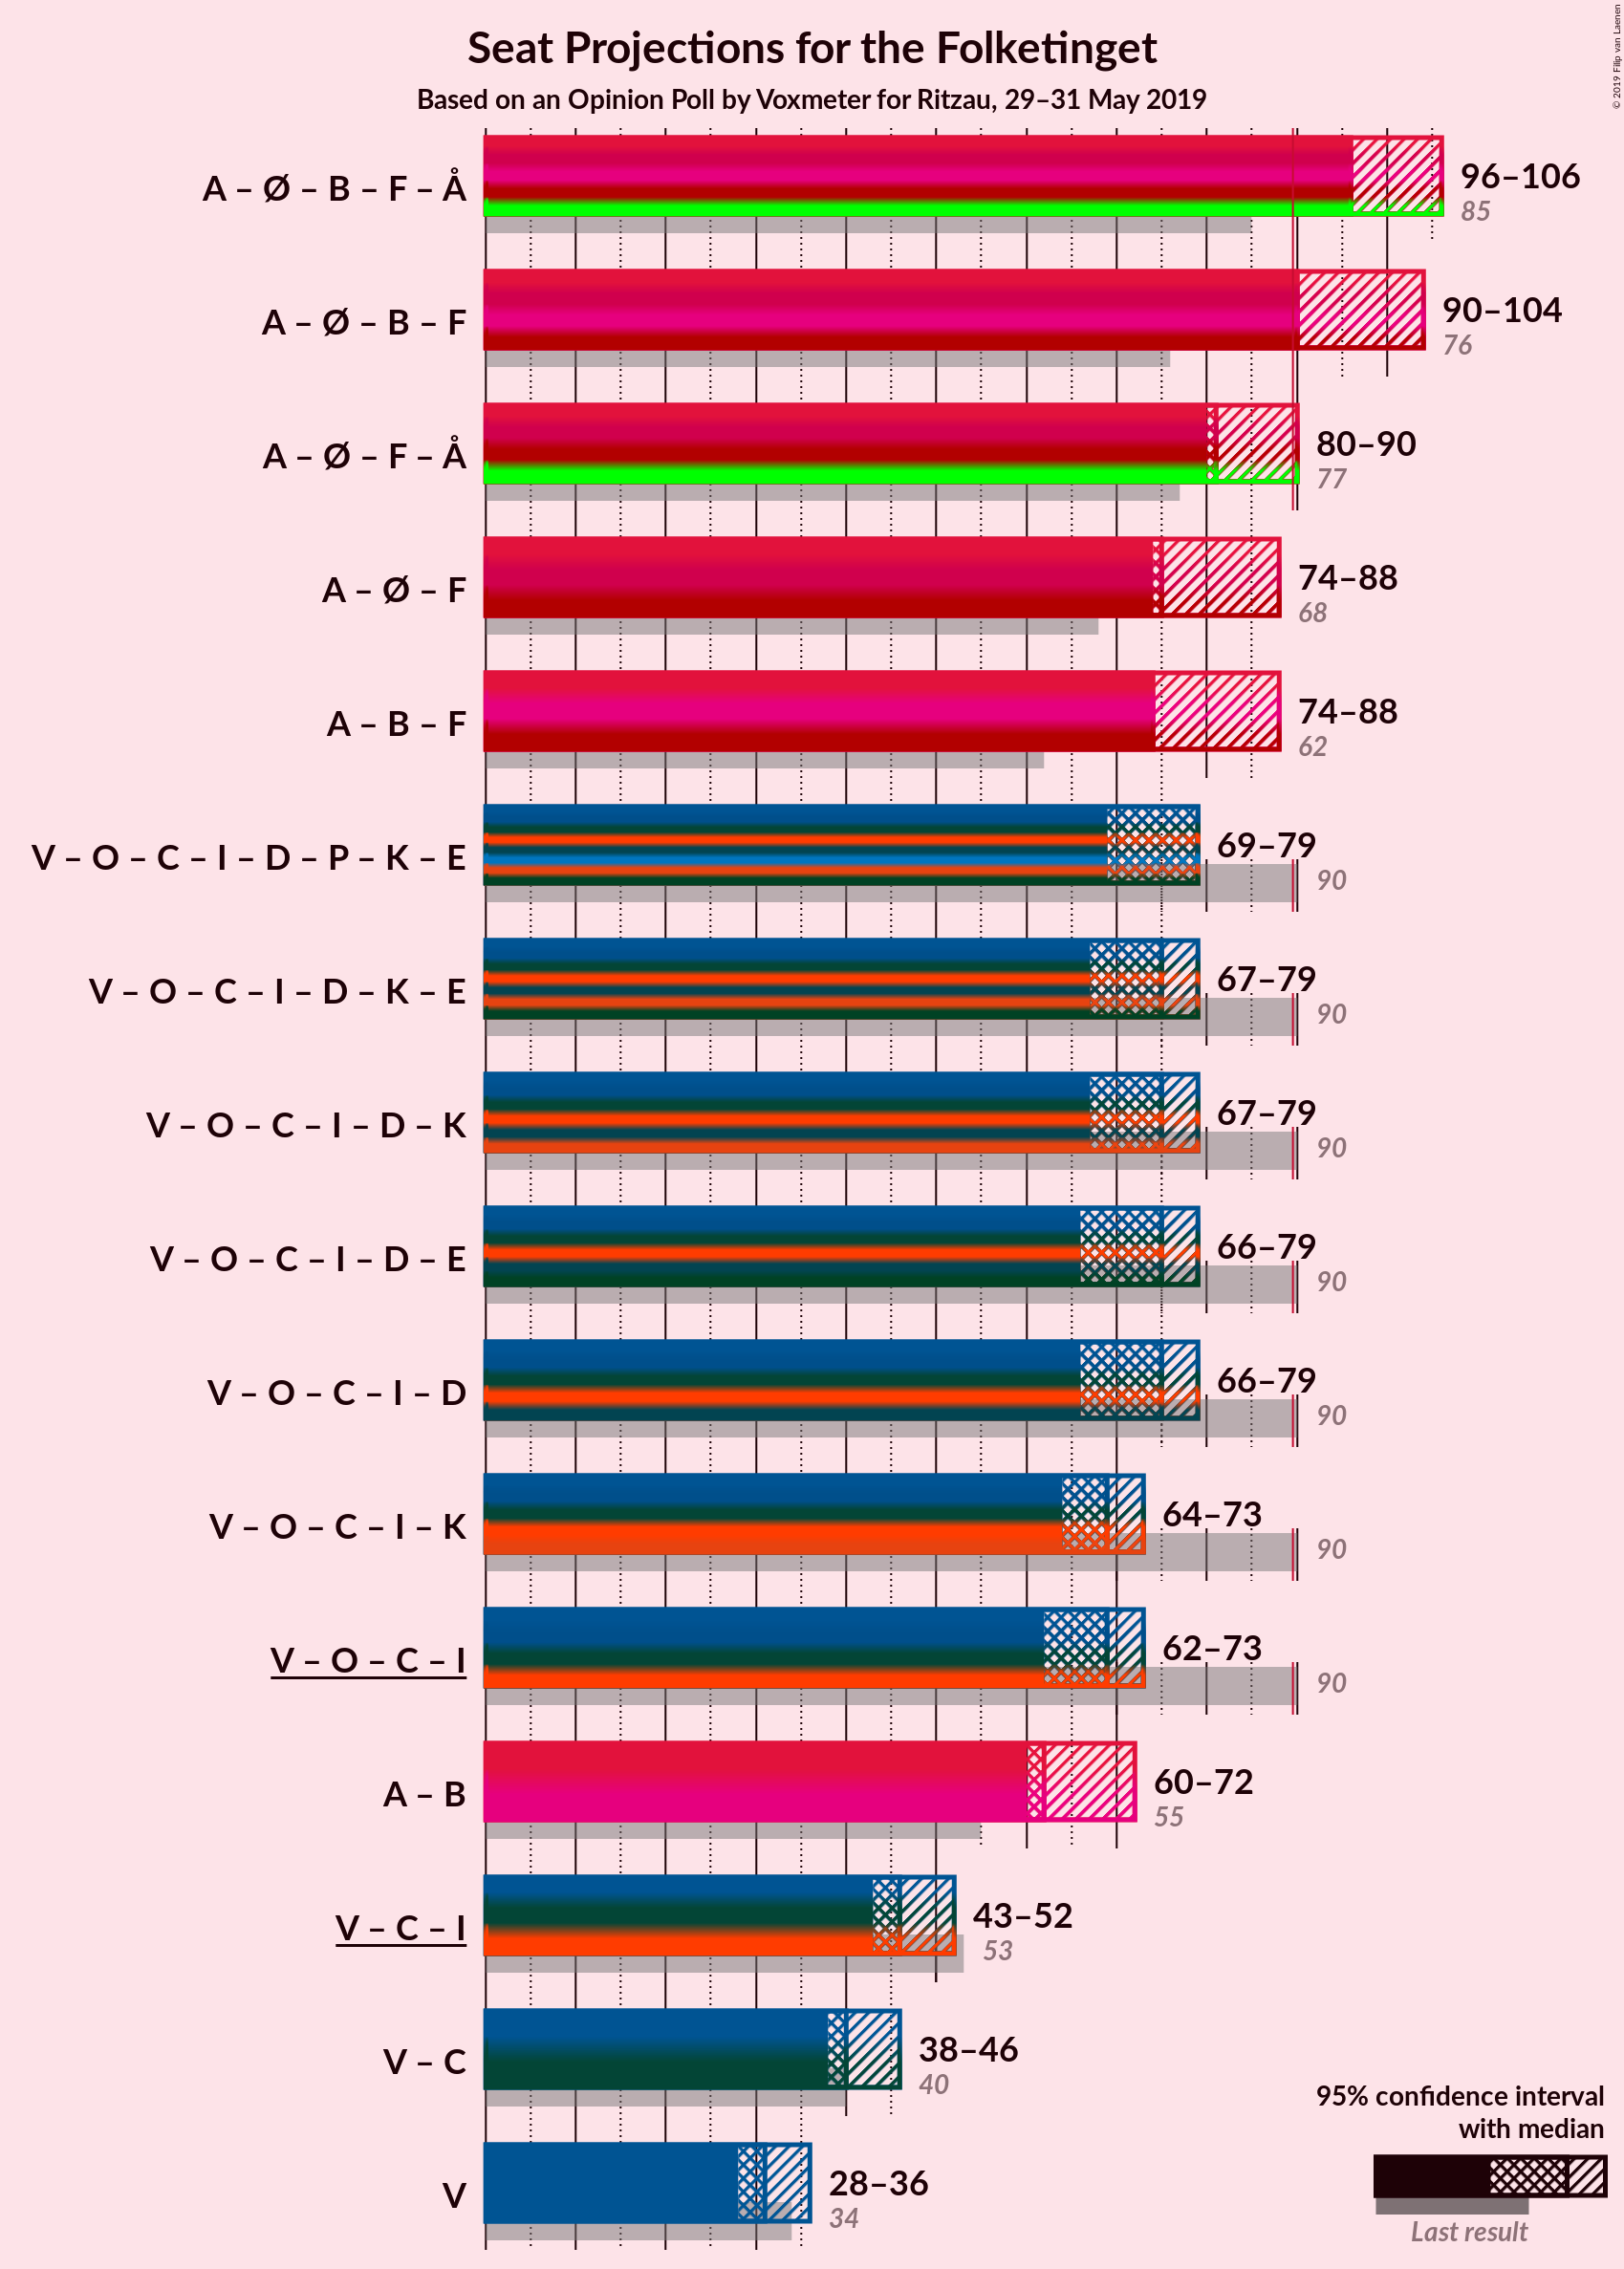 Seat Projections for the Folketinget
Based on an Opinion Poll by Voxmeter for Ritzau, 29–31 May 2019
© 2019 Filip van Laenen
A – Ø – B – F – Å
96–106
85
A – Ø – B – F
90–104
76
A – Ø – F – Å
80–90
77
A – Ø – F
74–88
68
A – B – F
74–88
62
V – O – C – I – D – P – K – E
69–79
90
V – O – C – I – D – K – E
67–79
90
V – O – C – I – D – K
67–79
90
V – O – C – I – D – E
66–79
90
V – O – C – I – D
66–79
90
V – O – C – I – K
64–73
90
V – O – C – I
62–73
90
A – B
60–72
55
V – C – I
43–52
53
V – C
38–46
40
V
28–36
34
95% confidence interval
with median
Last result